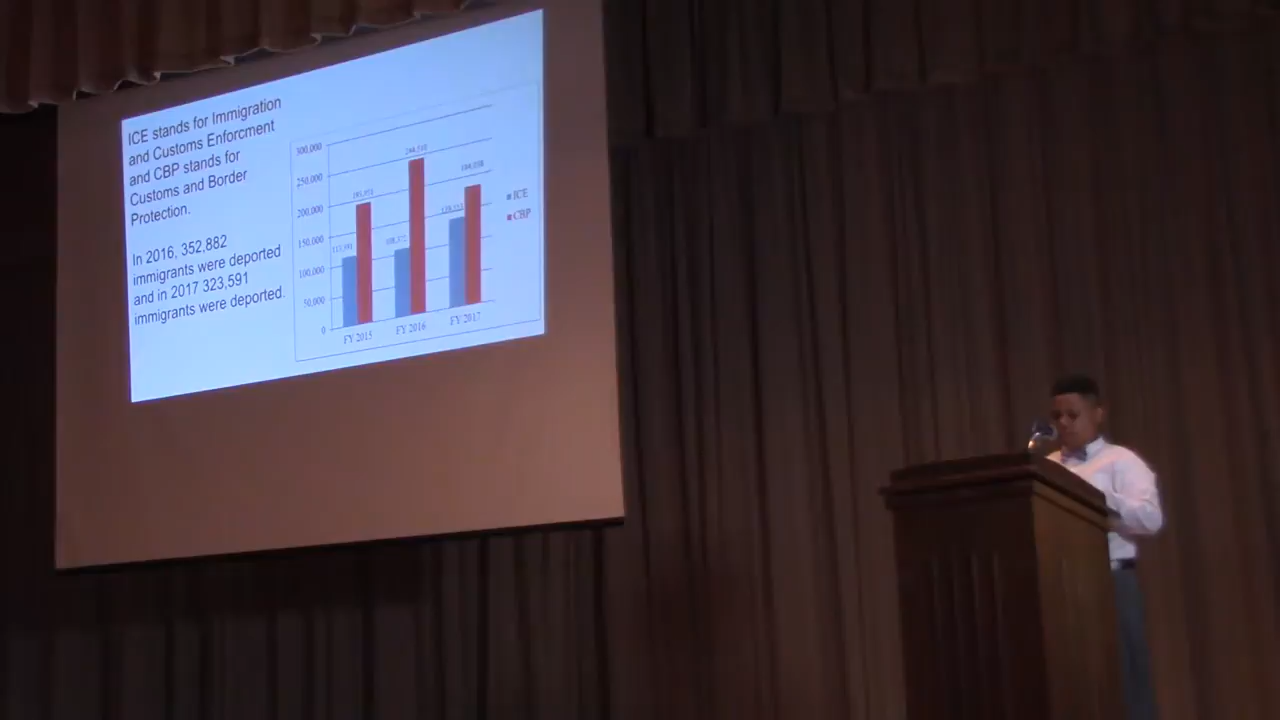 ICE stands for Immigration
and Customs Enforcment
and CBP stands for
Customs and Border
Protection.
In 2016, 352,882
immigrants were deported
and in 2017 323,591
immigrants were deported.
300,000
250,000
200,000
150,000
100,000
50,000
0
ICE
CBP
FY 2015
FY 2016
FY 2017